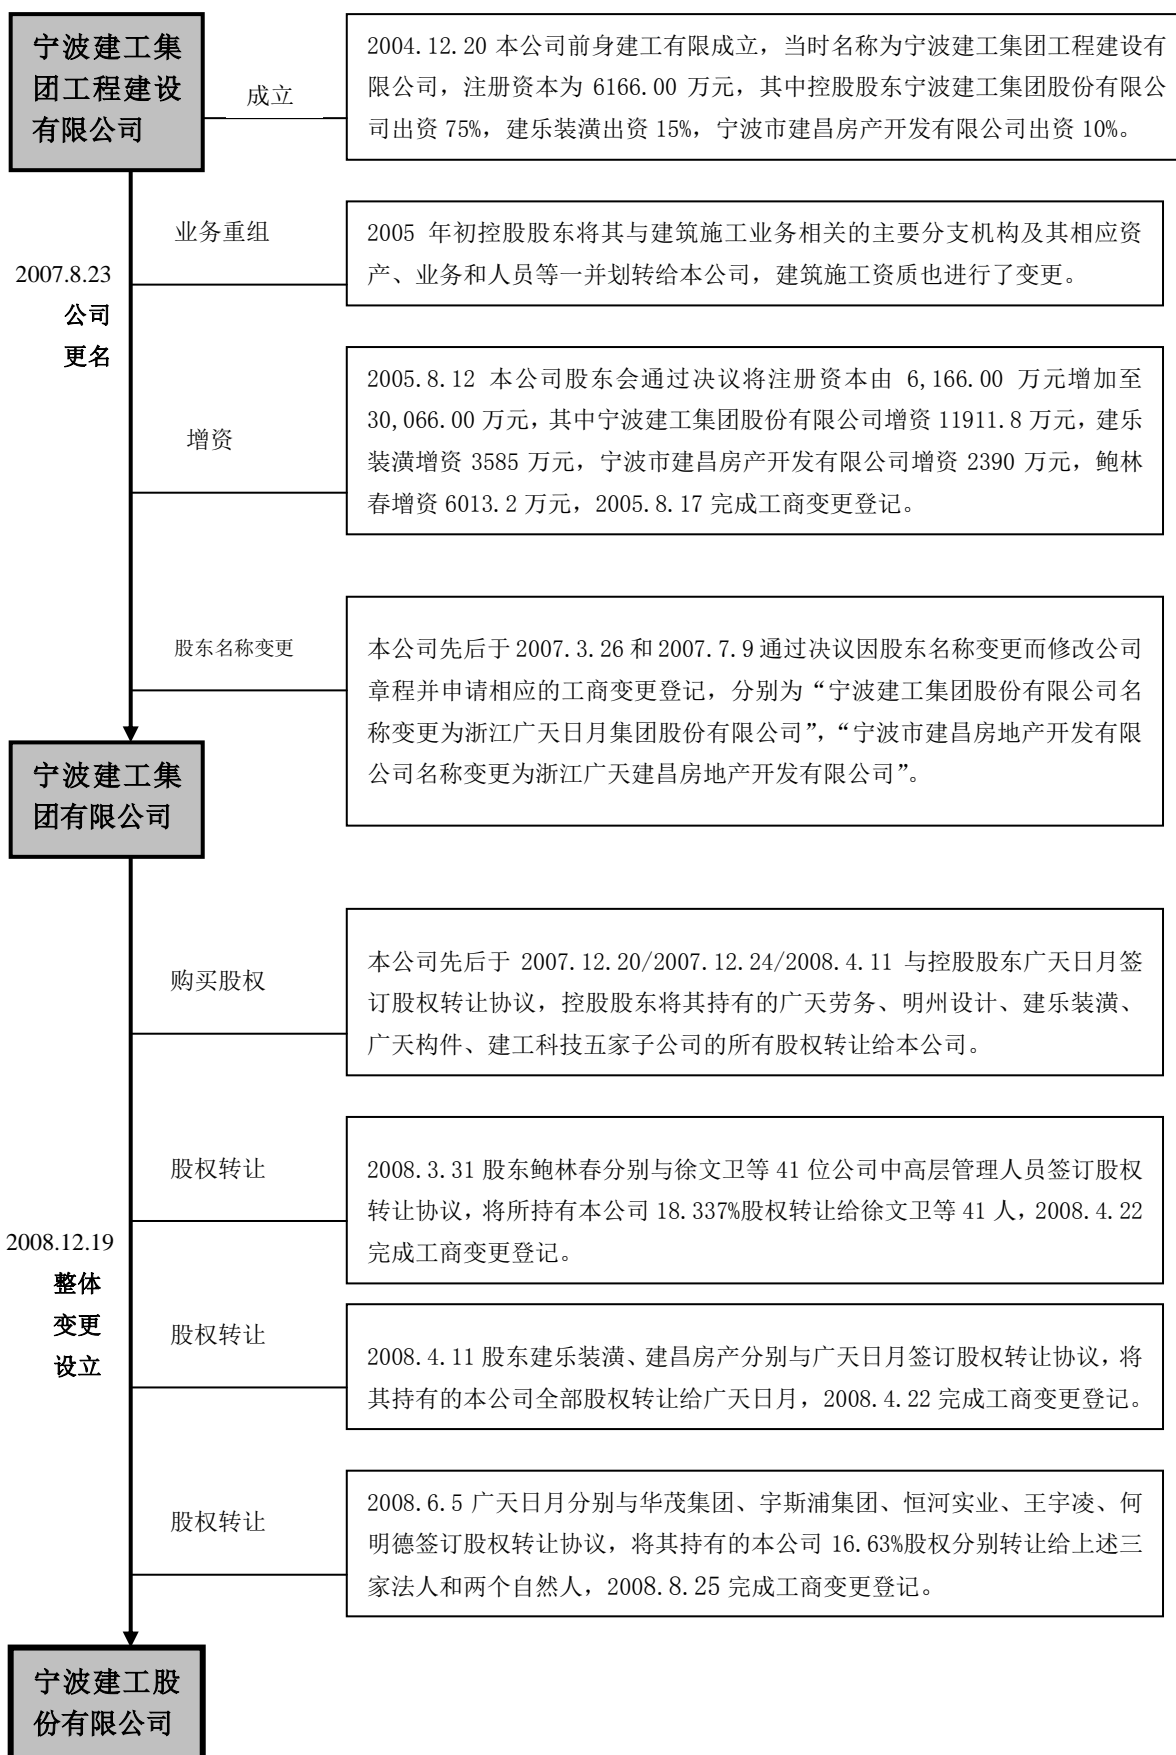 宁波建工集
团工程建设
有限公司
成立
2004.12.20 本公司前身建工有限成立，当时名称为宁波建工集团工程建设有
限公司，注册资本为 6166.00 万元，其中控股股东宁波建工集团股份有限公
司出资 75%，建乐装潢出资 15%，宁波市建昌房产开发有限公司出资 10%。
2007.8.23
公司
更名
业务重组
2005 年初控股股东将其与建筑施工业务相关的主要分支机构及其相应资
产、业务和人员等一并划转给本公司，建筑施工资质也进行了变更。
增资
2005.8.12 本公司股东会通过决议将注册资本由 6,166.00 万元增加至
30,066.00 万元，其中宁波建工集团股份有限公司增资 11911.8 万元，建乐
装潢增资 3585 万元，宁波市建昌房产开发有限公司增资 2390 万元，鲍林
春增资 6013.2 万元，2005.8.17 完成工商变更登记。
股东名称变更
本公司先后于 2007.3.26 和 2007.7.9 通过决议因股东名称变更而修改公司
章程并申请相应的工商变更登记，分别为“宁波建工集团股份有限公司名
称变更为浙江广天日月集团股份有限公司”，“宁波市建昌房地产开发有限
公司名称变更为浙江广天建昌房地产开发有限公司”。
宁波建工集
团有限公司
购买股权
本公司先后于 2007.12.20/2007.12.24/2008.4.11 与控股股东广天日月签
订股权转让协议，控股股东将其持有的广天劳务、明州设计、建乐装潢、
广天构件、建工科技五家子公司的所有股权转让给本公司。
2008.12.19
整体
变更
设立
股权转让
2008.3.31 股东鲍林春分别与徐文卫等 41 位公司中高层管理人员签订股权
转让协议，将所持有本公司 18.337%股权转让给徐文卫等 41 人，2008.4.22
完成工商变更登记。
股权转让
2008.4.11 股东建乐装潢、建昌房产分别与广天日月签订股权转让协议，将
其持有的本公司全部股权转让给广天日月，2008.4.22 完成工商变更登记。
股权转让
2008.6.5 广天日月分别与华茂集团、宇斯浦集团、恒河实业、王宇凌、何
明德签订股权转让协议，将其持有的本公司 16.63%股权分别转让给上述三
家法人和两个自然人，2008.8.25 完成工商变更登记。
宁波建工股
份有限公司